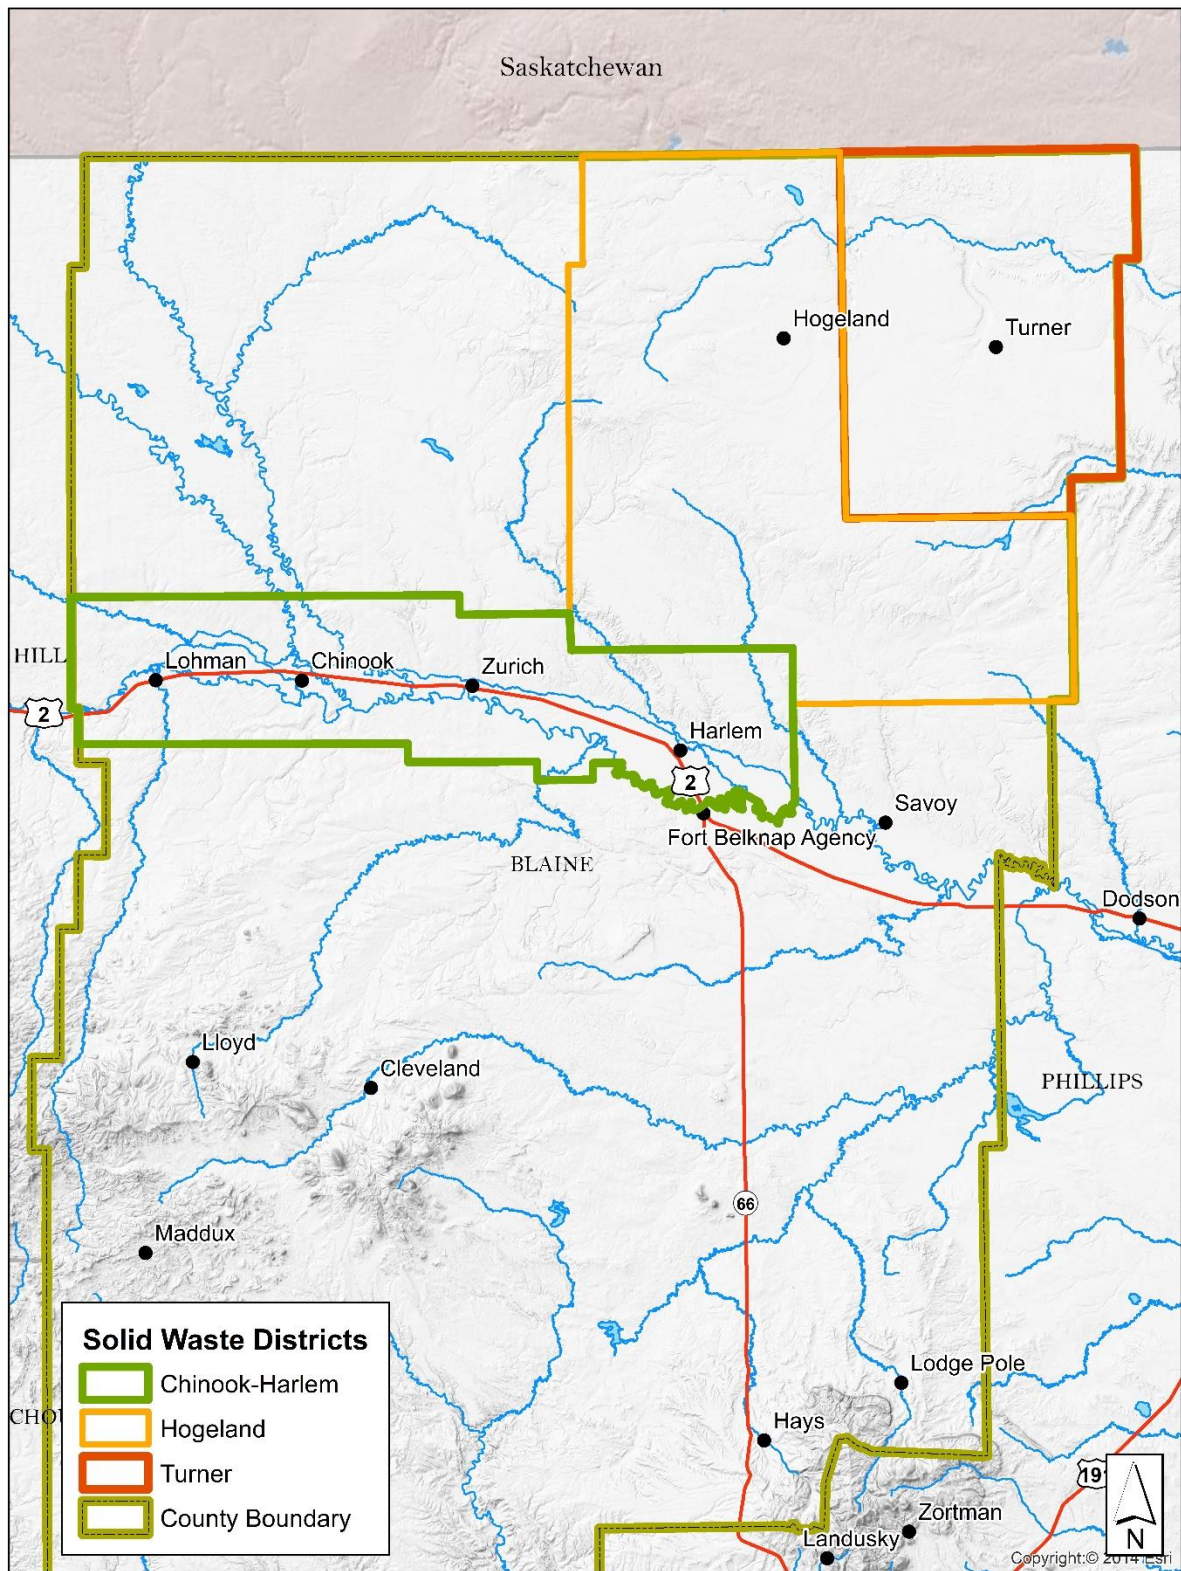 Saskatchewan
Hogeland
Turner
HILL
Lohman
Chinook
Zurich
2
Harlem
2
Savoy
Fort Belknap Agency
BLAINE
Dodson
Lloyd
Cleveland
PHILLIPS
66
Maddux
Solid Waste Districts
Chinook-Harlem
Hogeland
Turner
County Boundary
CHOU
Lodge Pole
Hays
191
Zortman
Landusky
N
Copyright:© 2014 Esri